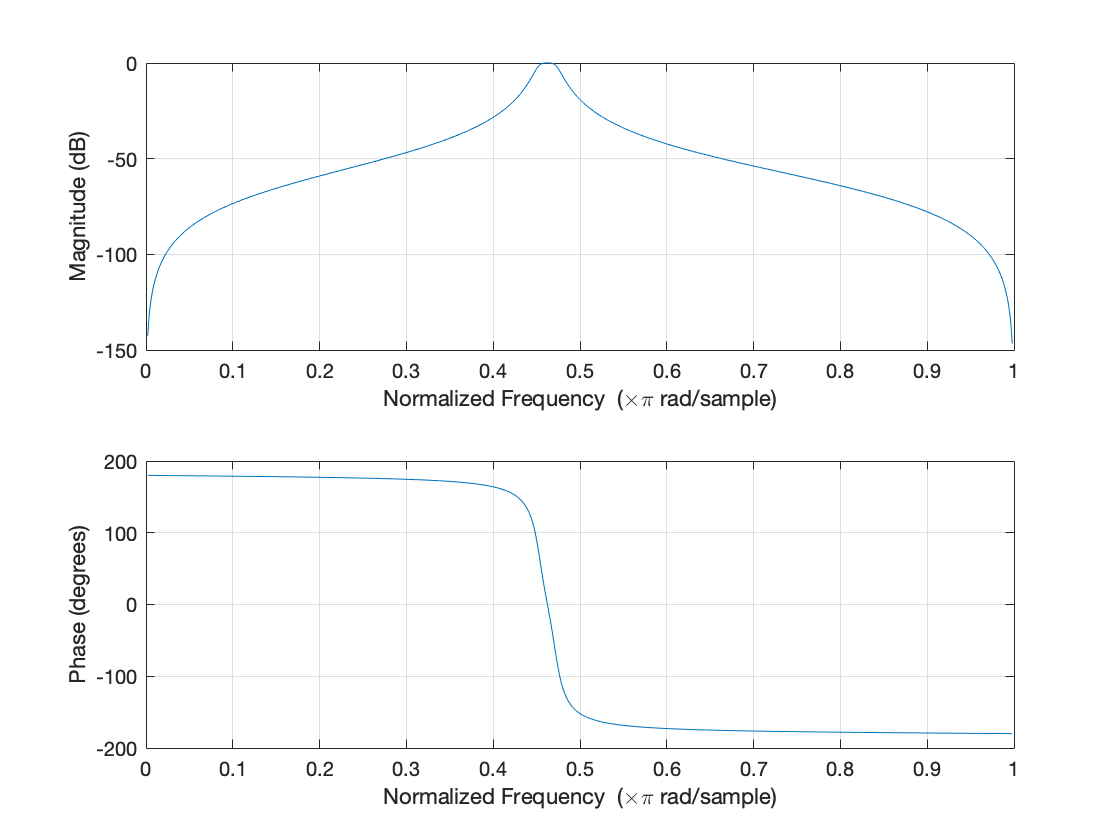 0
-50
-100
-150
Magnitude (dB)
0 0.1 0.2 0.3 0.4 0.5 0.6 0.7 0.8 0.9 1
Normalized Frequency (×π rad/sample)
200
100
0
-100
-200
Phase (degrees)
0 0.1 0.2 0.3 0.4 0.5 0.6 0.7 0.8 0.9 1
Normalized Frequency (×π rad/sample)